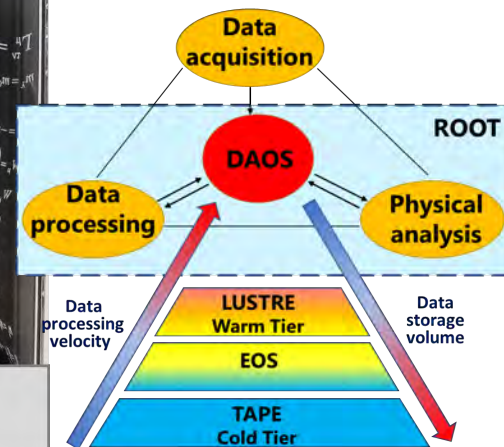 Data
acquisition
ROOT
DAOS
Data
processing
Physical
analysis
Data
processing
velocity
Data
storage
volume
LUSTRE
Warm Tier
EOS
TAPE
Cold Tier